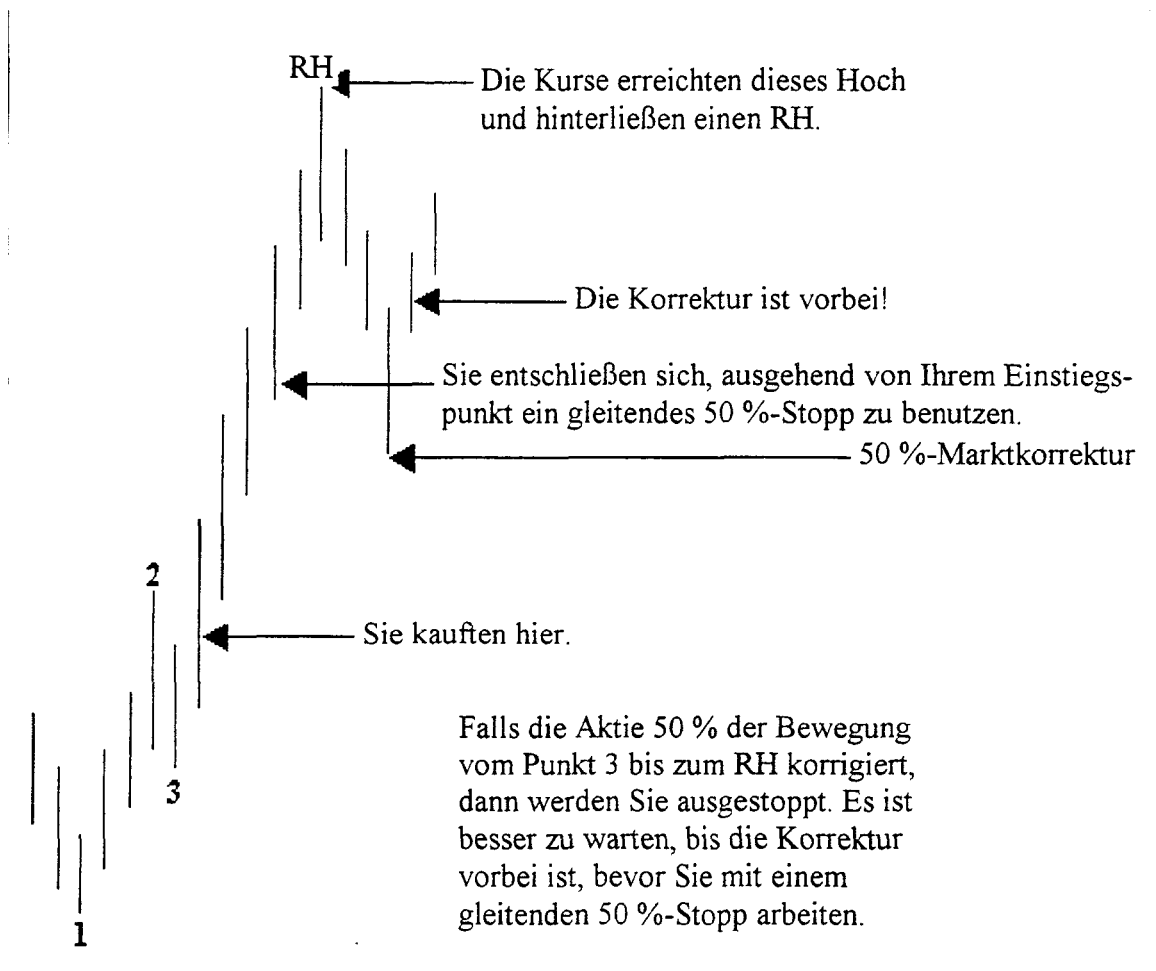 RH
Die Kurse erreichten dieses Hoch
und hinterließen einen RH.
Die Korrektur ist vorbei!
Sie entschließen sich, ausgehend von Ihrem Einstiegs-
punkt ein gleitendes 50 %-Stopp zu benutzen.
50 %-Marktkorrektur
2
Sie kauften hier.
Falls die Aktie 50 % der Bewegung
vom Punkt 3 bis zum RH korrigiert,
dann werden Sie ausgestoppt. Es ist
besser zu warten, bis die Korrektur
vorbei ist, bevor Sie mit einem
gleitenden 50 %-Stopp arbeiten.
3
1